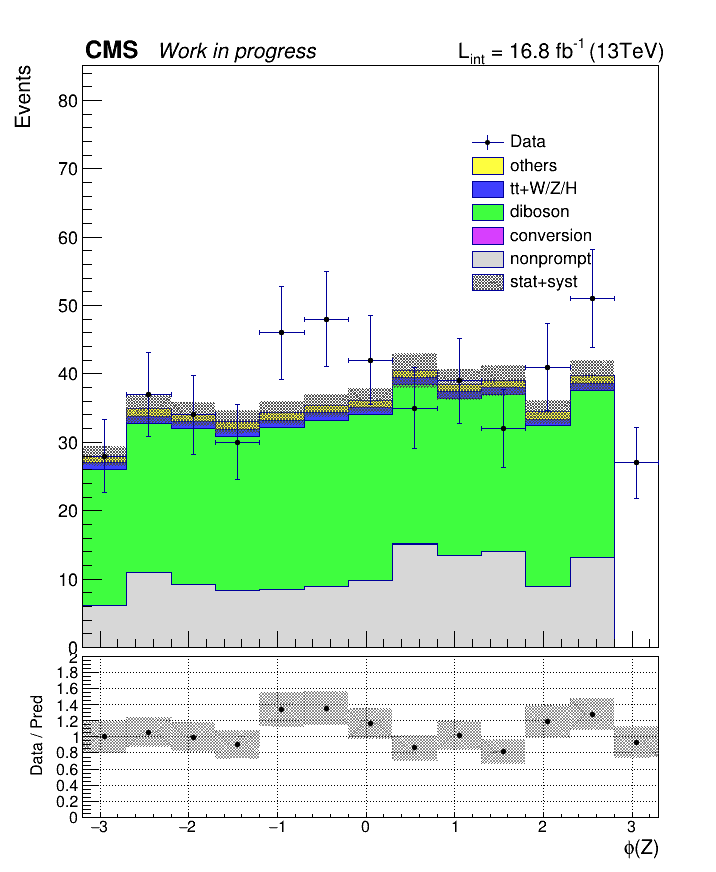 CMS Work in progress L_int = 16.8 fb^-1 (13TeV)
Events
80
70
60
50
40
30
20
10
0
Data
others
tt+W/Z/H
diboson
conversion
nonprompt
stat+syst
Data / Pred
2
1.8
1.6
1.4
1.2
1
0.8
0.6
0.4
0.2
0
−3 −2 −1 0 1 2 3
ϕ(Z)